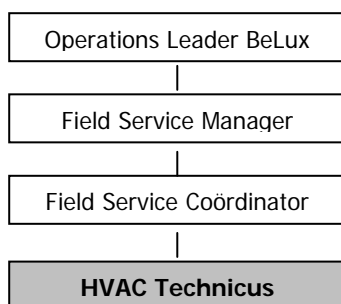 Operations Leader BeLux
Field Service Manager
Field Service Coördinator
HVAC Technicus